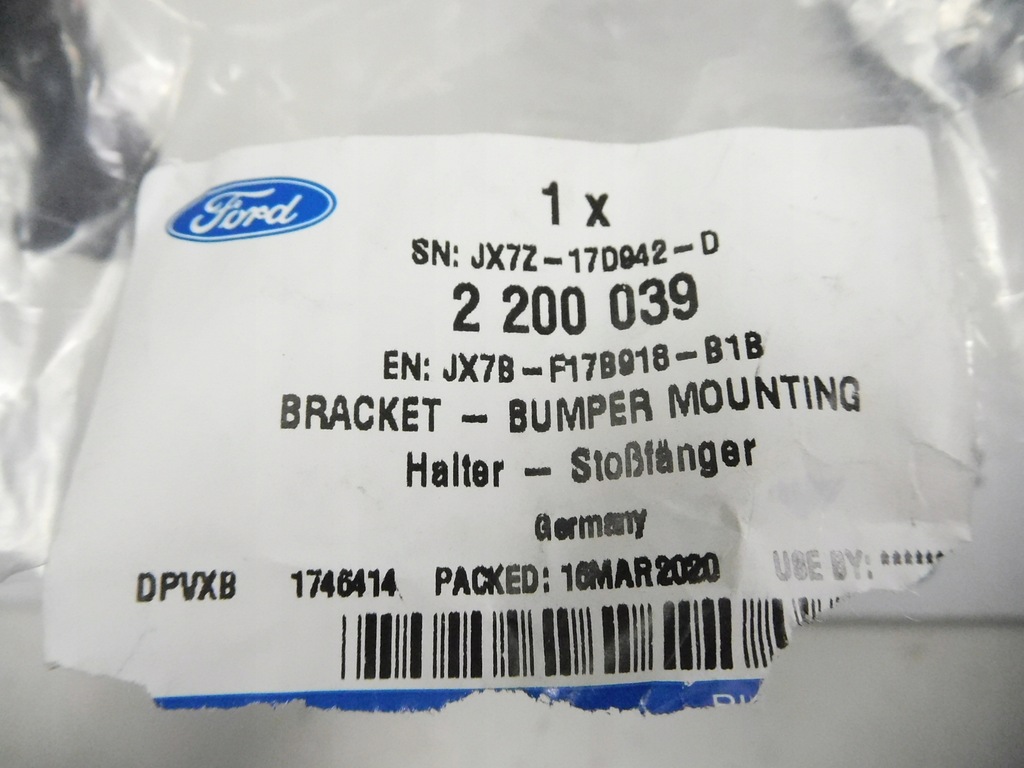 Ford
1 x
SN: JX7Z-17D942-D
2 200 039
EN: JX7B-F17B918-B1B
BRACKET - BUMPER MOUNTING
Halter - Stoßfänger
Germany
DPVXB 1746414 PACKED: 16MAR2020 USE BY: ******